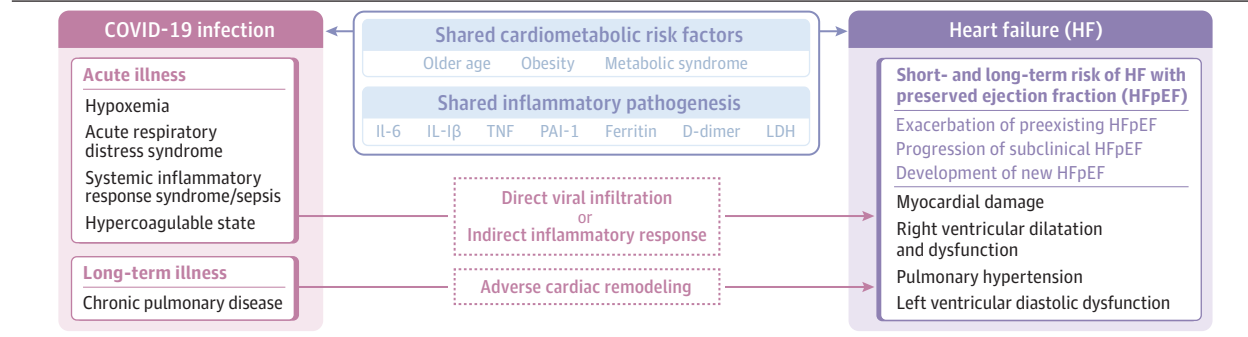 COVID-19 infection
Acute illness
Hypoxemia
Acute respiratory
distress syndrome
Systemic inflammatory
response syndrome/sepsis
Hypercoagulable state
Long-term illness
Chronic pulmonary disease
Shared cardiometabolic risk factors
Older age Obesity Metabolic syndrome
Shared inflammatory pathogenesis
Il-6 IL-Iβ TNF PAI-1 Ferritin D-dimer LDH
Direct viral infiltration
or
Indirect inflammatory response
Adverse cardiac remodeling
Heart failure (HF)
Short- and long-term risk of HF with
preserved ejection fraction (HFpEF)
Exacerbation of preexisting HFpEF
Progression of subclinical HFpEF
Development of new HFpEF
Myocardial damage
Right ventricular dilatation
and dysfunction
Pulmonary hypertension
Left ventricular diastolic dysfunction